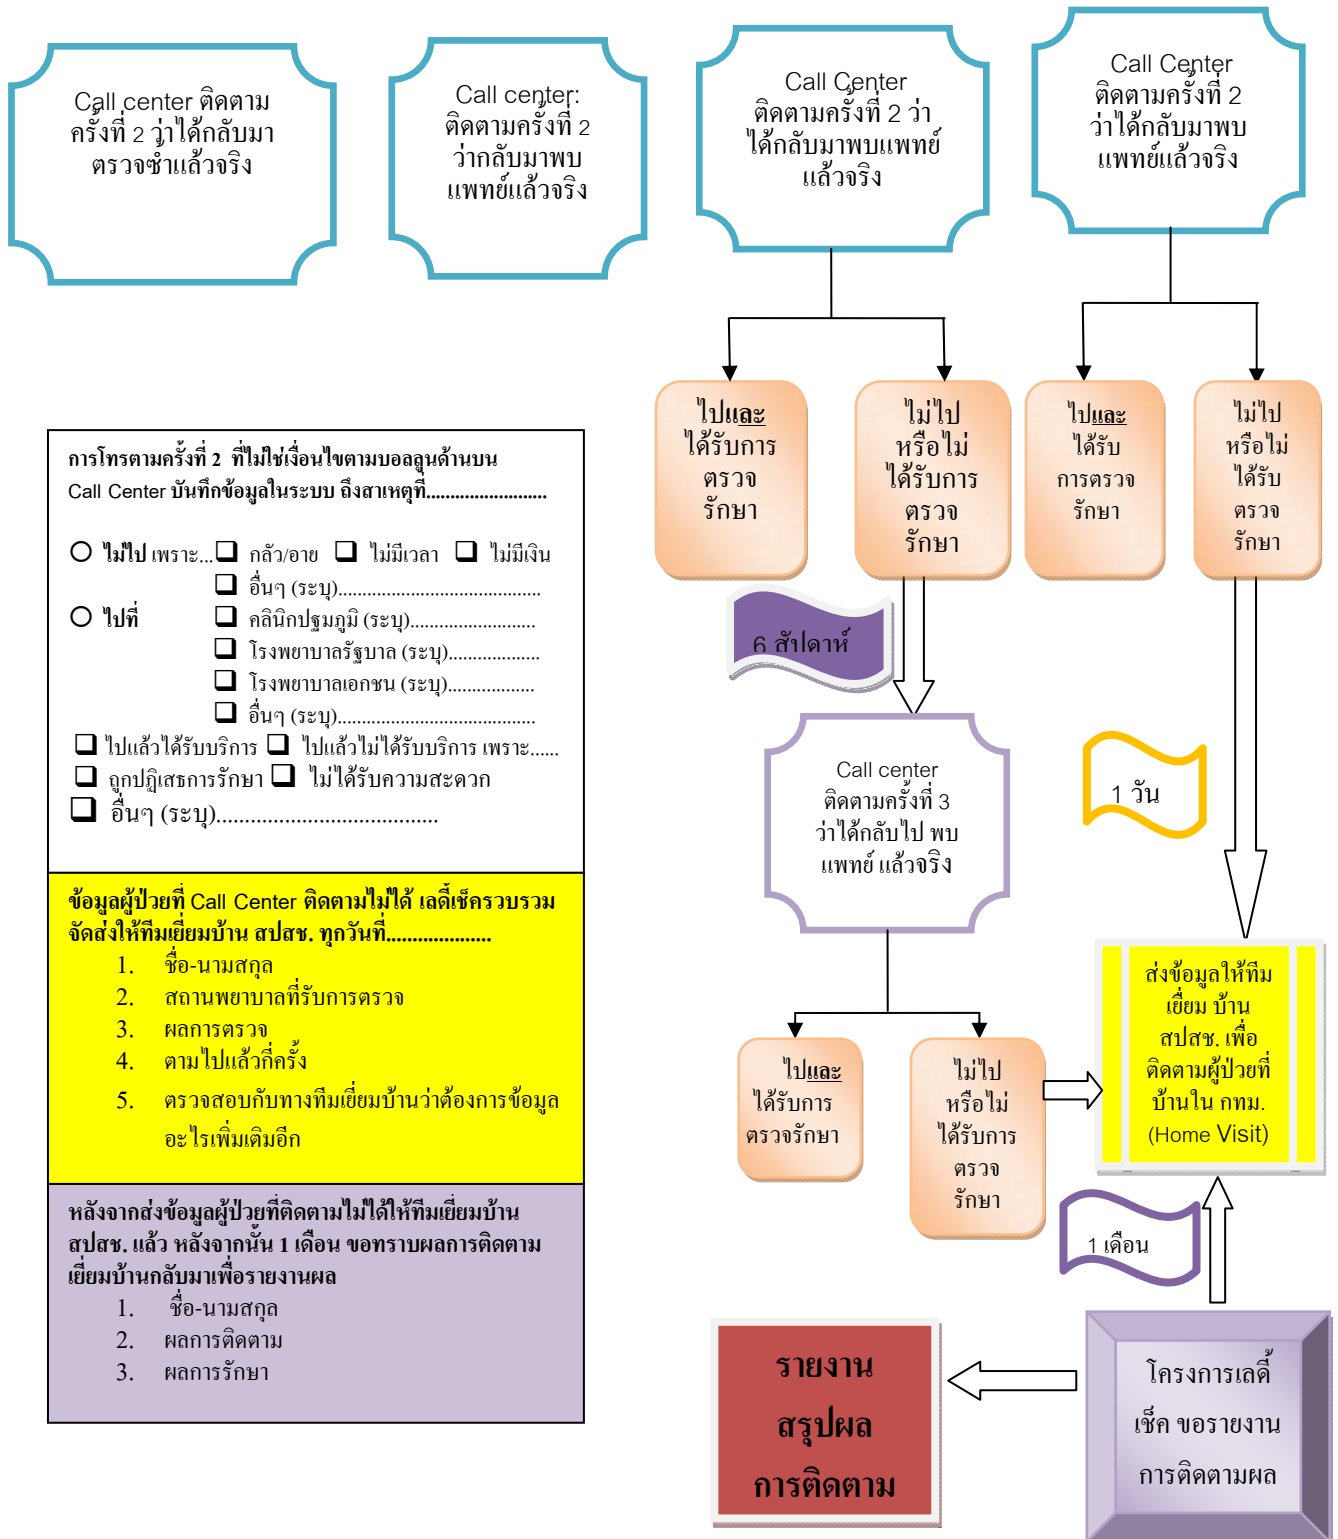 Call center ติดตาม
ครั้งที่ 2 ว่าได้กลับมา
ตรวจซ้ำแล้วจริง
Call center:
ติดตามครั้งที่ 2
ว่ากลับมาพบ
แพทย์แล้วจริง
Call Center
ติดตามครั้งที่ 2 ว่า
ได้กลับมาพบแพทย์
แล้วจริง
Call Center
ติดตามครั้งที่ 2
ว่าได้กลับมาพบ
แพทย์แล้วจริง
ไปและ
ได้รับการ
ตรวจ
รักษา
ไม่ไป
หรือไม่
ได้รับการ
ตรวจ
รักษา
ไปและ
ได้รับ
การตรวจ
รักษา
ไม่ไป
หรือไม่
ได้รับ
ตรวจ
รักษา
การโทรตามครั้งที่ 2 ที่ไม่ใช่เงื่อนไขตามบอลลูนด้านบน
Call Center บันทึกข้อมูลในระบบ ถึงสาเหตุที่.........................
○ ไม่ไป เพราะ...❑ กลัว/อาย ❑ ไม่มีเวลา ❑ ไม่มีเงิน
❑ อื่นๆ (ระบุ).........................................
○ ไปที่ ❑ คลินิกปฐมภูมิ (ระบุ).........................
❑ โรงพยาบาลรัฐบาล (ระบุ)..................
❑ โรงพยาบาลเอกชน (ระบุ).................
❑ อื่นๆ (ระบุ).......................................
❑ ไปแล้วได้รับบริการ ❑ ไปแล้วไม่ได้รับบริการ เพราะ......
❑ ถูกปฏิเสธการรักษา ❑ ไม่ได้รับความสะดวก
❑ อื่นๆ (ระบุ).......................................
6 สัปดาห์
Call center
ติดตามครั้งที่ 3
ว่าได้กลับไป พบ
แพทย์ แล้วจริง
1 วัน
ข้อมูลผู้ป่วยที่ Call Center ติดตามไม่ได้ เลดี้เช็ครวบรวม
จัดส่งให้ทีมเยี่ยมบ้าน สปสช. ทุกวันที่....................
1. ชื่อ-นามสกุล
2. สถานพยาบาลที่รับการตรวจ
3. ผลการตรวจ
4. ตามไปแล้วกี่ครั้ง
5. ตรวจสอบกับทางทีมเยี่ยมบ้านว่าต้องการข้อมูล
อะไรเพิ่มเติมอีก
ไปและ
ได้รับการ
ตรวจรักษา
ไม่ไป
หรือไม่
ได้รับการ
ตรวจ
รักษา
ส่งข้อมูลให้ทีม
เยื่ยม บ้าน
สปสช. เพื่อ
ติดตามผู้ป่วยที่
บ้านใน กทม.
(Home Visit)
หลังจากส่งข้อมูลผู้ป่วยที่ติดตามไม่ได้ให้ทีมเยี่ยมบ้าน
สปสช. แล้ว หลังจากนั้น 1 เดือน ขอทราบผลการติดตาม
เยี่ยมบ้านกลับมาเพื่อรายงานผล
1. ชื่อ-นามสกุล
2. ผลการติดตาม
3. ผลการรักษา
1 เดือน
รายงาน
สรุปผล
การติดตาม
โครงการเลดี้
เช็ค ขอรายงาน
การติดตามผล